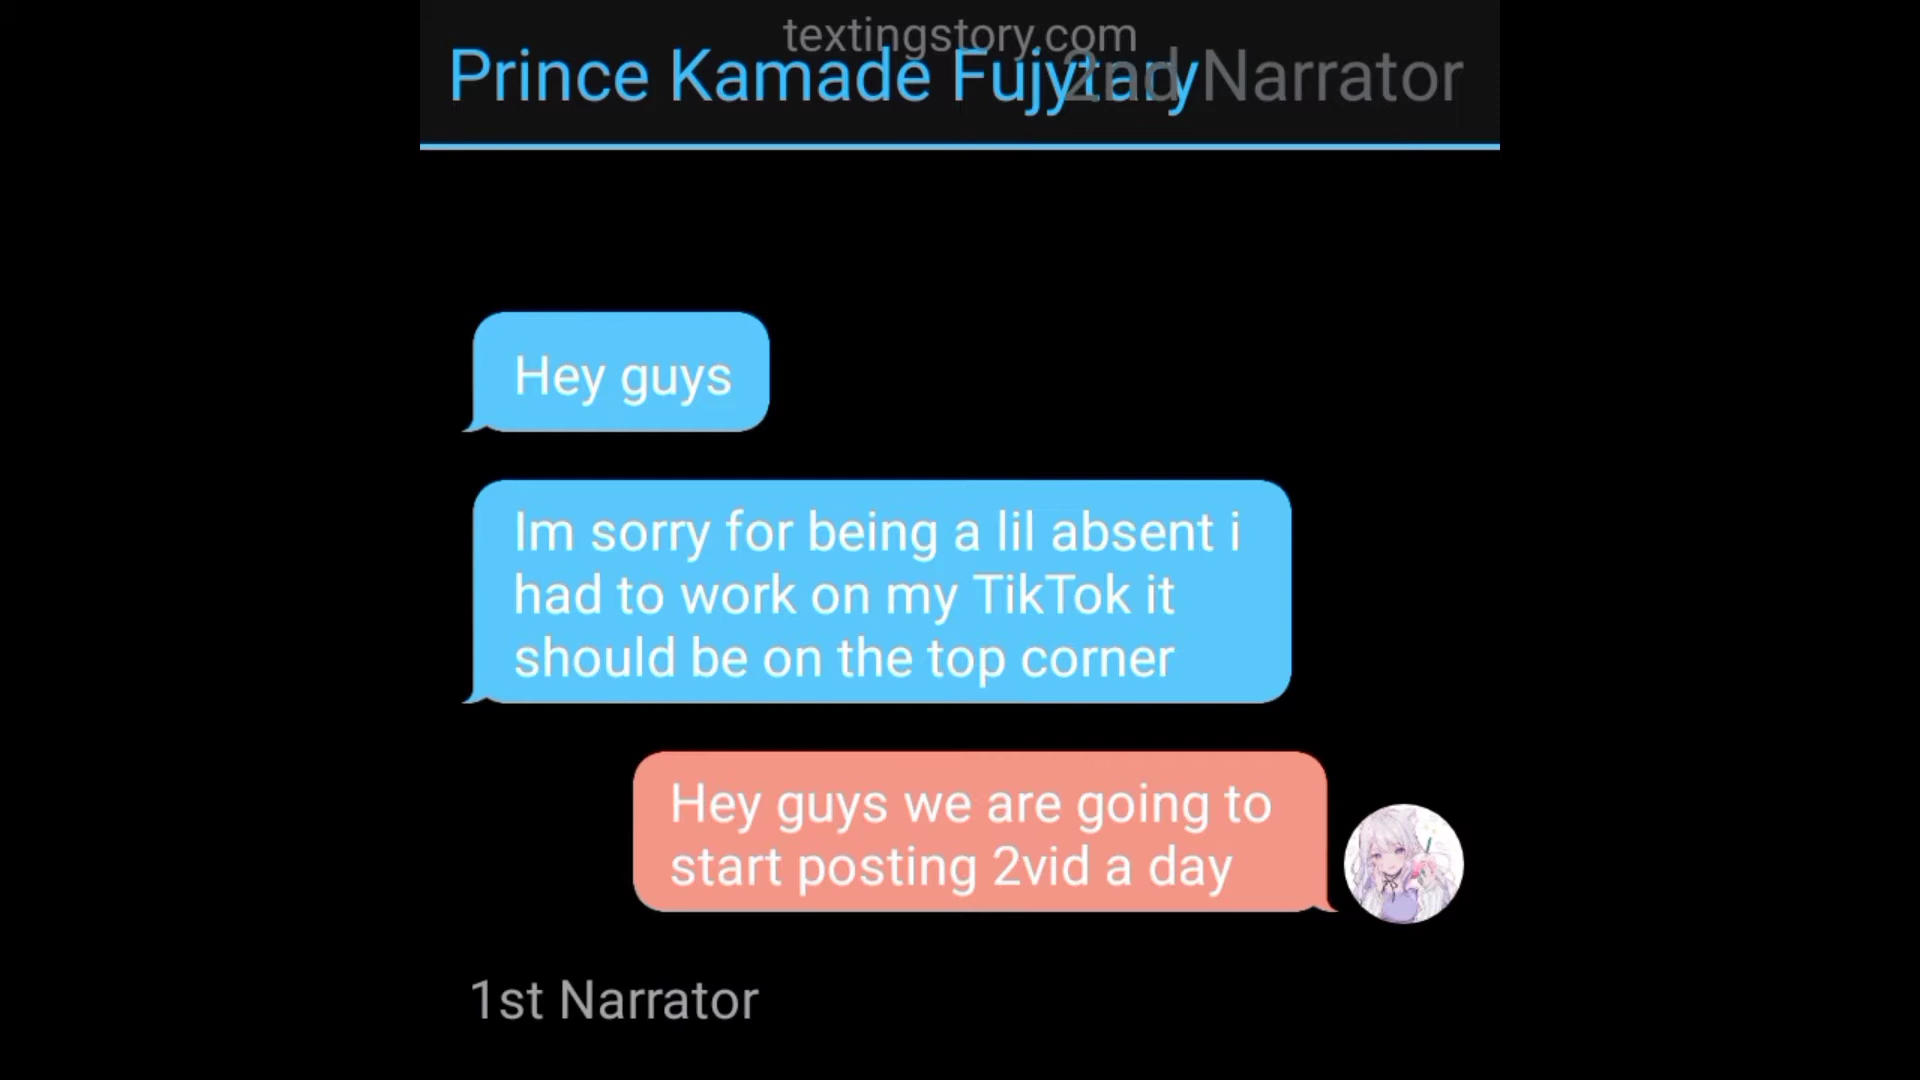 textingstory.com
Prince Kamade Fujytary
2nd Narrator
Hey guys
Im sorry for being a lil absent i
had to work on my TikTok it
should be on the top corner
Hey guys we are going to
start posting 2vid a day
1st Narrator